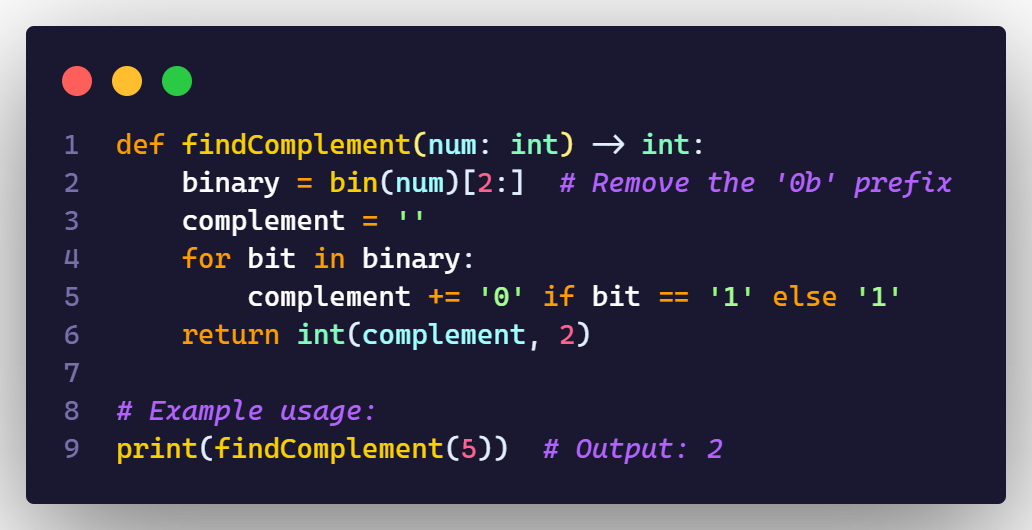 1 def findComplement(num: int) -> int:
2     binary = bin(num)[2:]  # Remove the '0b' prefix
3     complement = ''
4     for bit in binary:
5         complement += '0' if bit == '1' else '1'
6     return int(complement, 2)
7
8 # Example usage:
9 print(findComplement(5))  # Output: 2